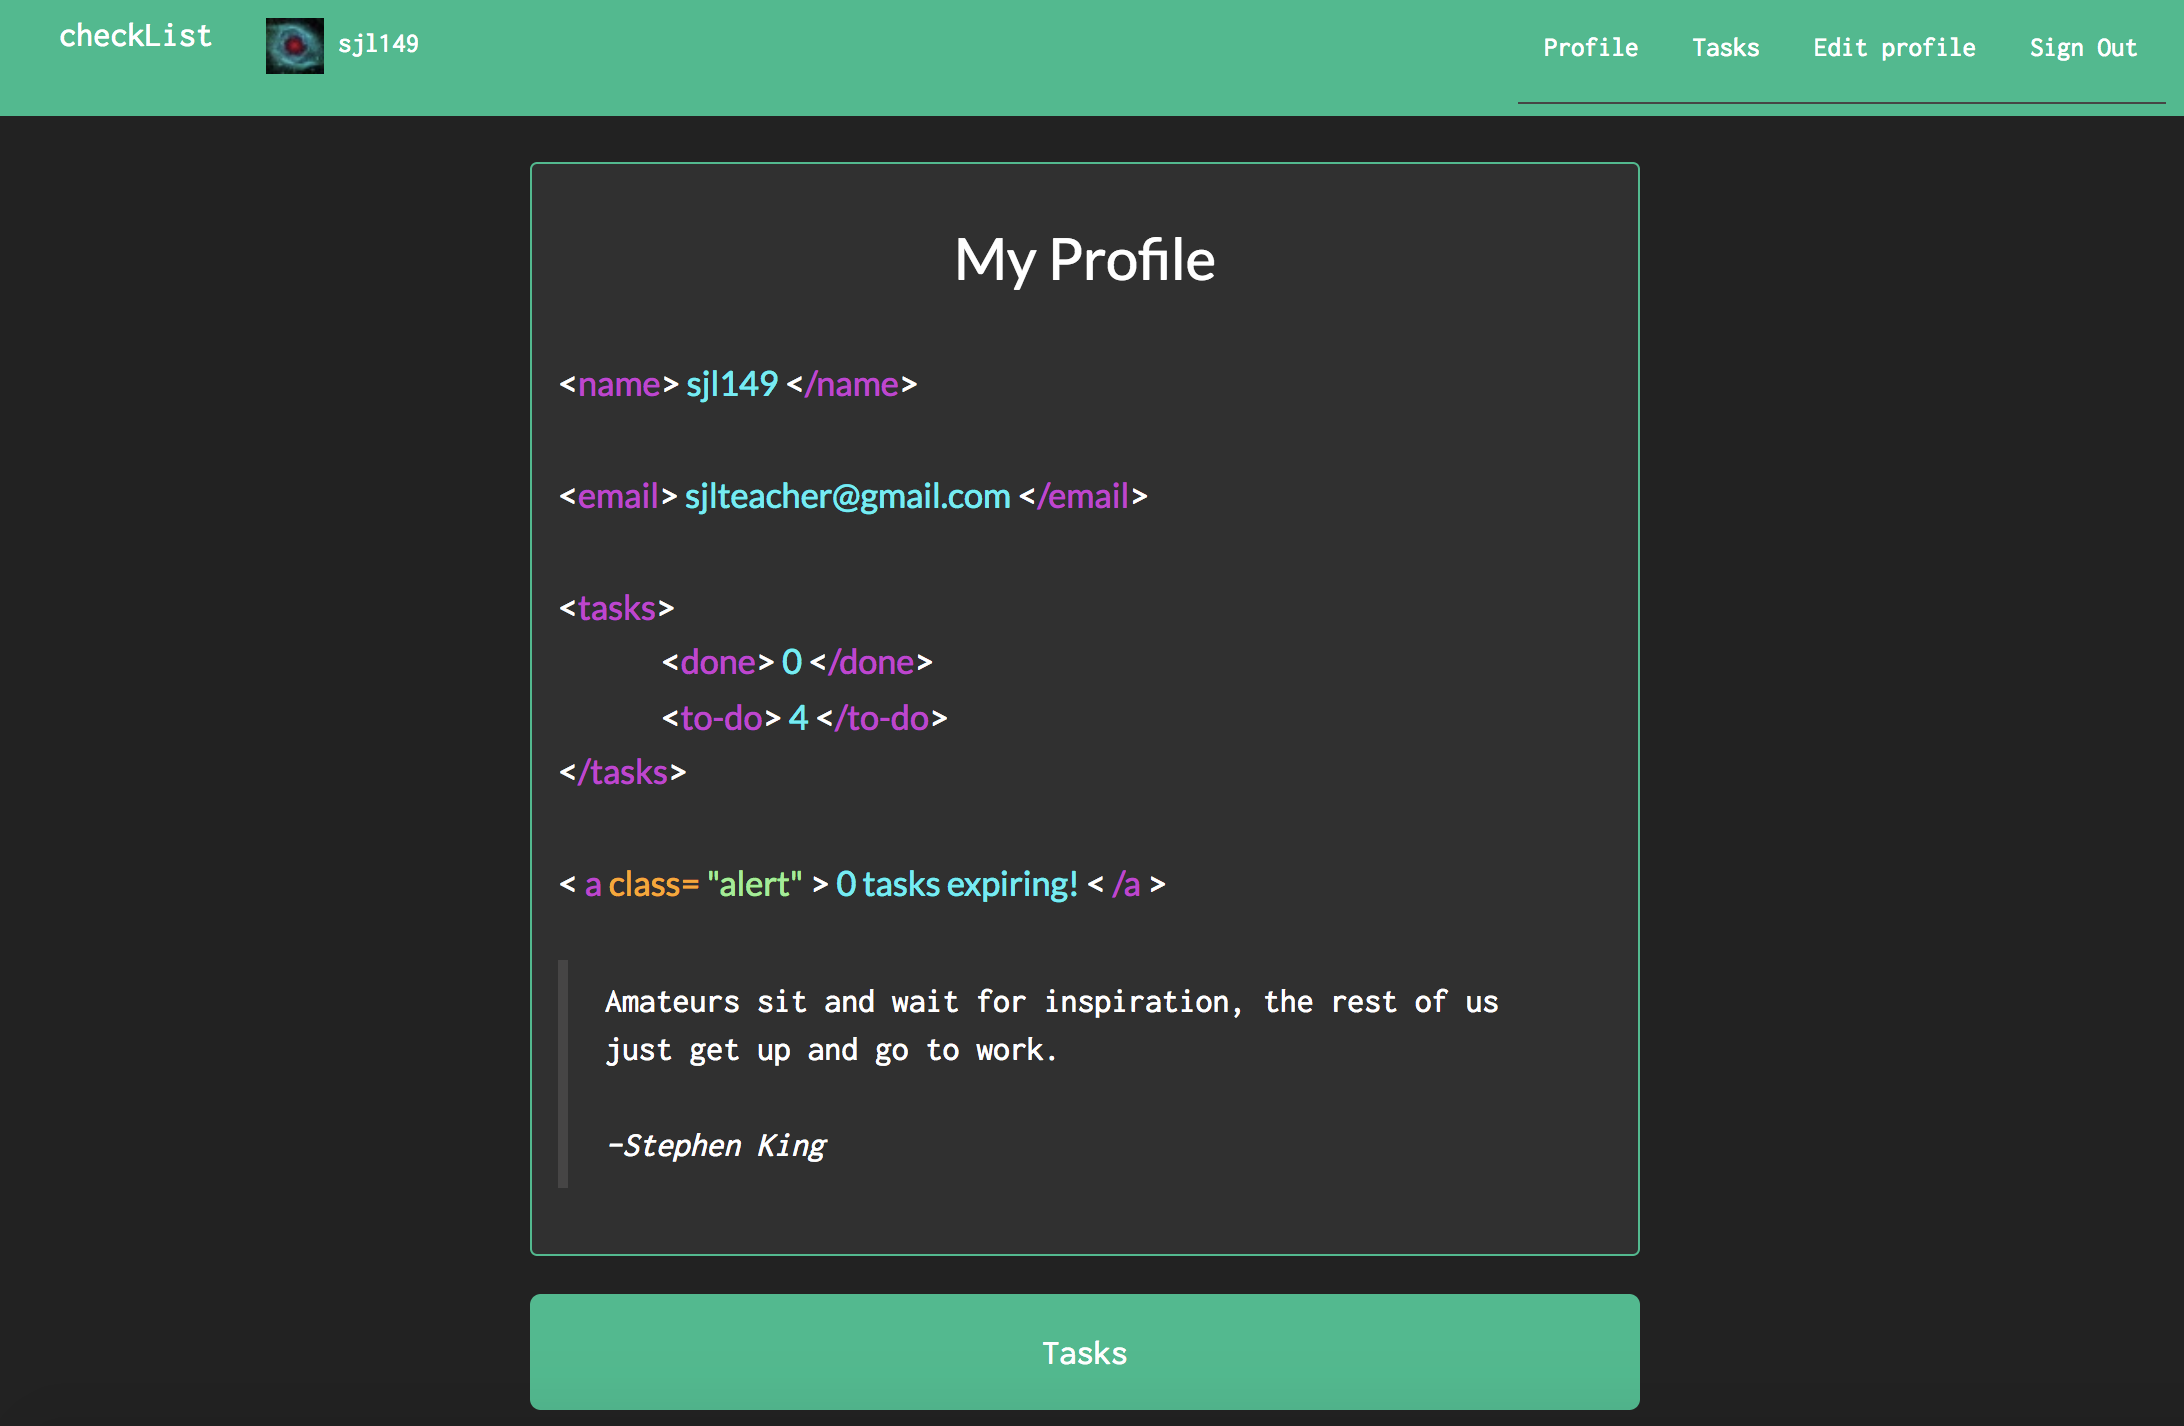 checkList
sjl149
Profile Tasks Edit profile Sign Out
My Profile
<name> sjl149 </name>
<email> sjlteacher@gmail.com </email>
<tasks>
<done> 0 </done>
<to-do> 4 </to-do>
</tasks>
< a class= "alert" > 0 tasks expiring! < /a >
Amateurs sit and wait for inspiration, the rest of us
just get up and go to work.
-Stephen King
Tasks